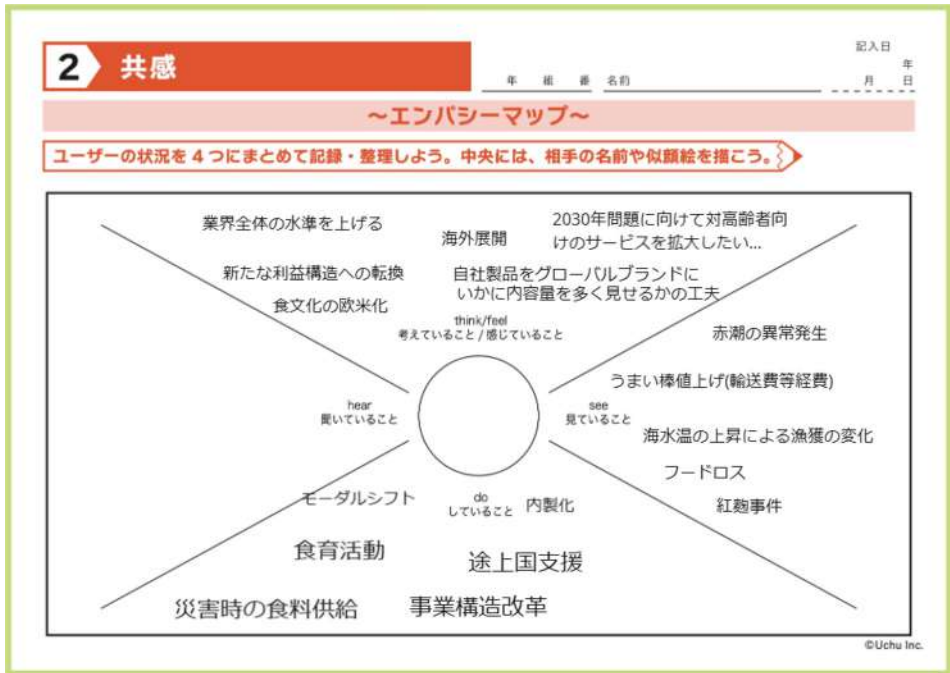 2 共感
記入日
年
年 組 番 名前 月 日
〜エンパシーマップ〜
ユーザーの状況を4つにまとめて記録・整理しよう。中央には、相手の名前や似顔絵を描こう。
業界全体の水準を上げる
海外展開
2030年問題に向けて対高齢者向
けのサービスを拡大したい...
新たな利益構造への転換
自社製品をグローバルブランドに
いかに内容量を多く見せるかの工夫
食文化の欧米化
think/feel
考えていること / 感じていること
赤潮の異常発生
うまい棒値上げ(輸送費等経費)
hear
聞いていること
see
見ていること
海水温の上昇による漁獲の変化
フードロス
紅麹事件
モーダルシフト
do
していること
内製化
食育活動
途上国支援
災害時の食料供給
事業構造改革
©Uchu Inc.